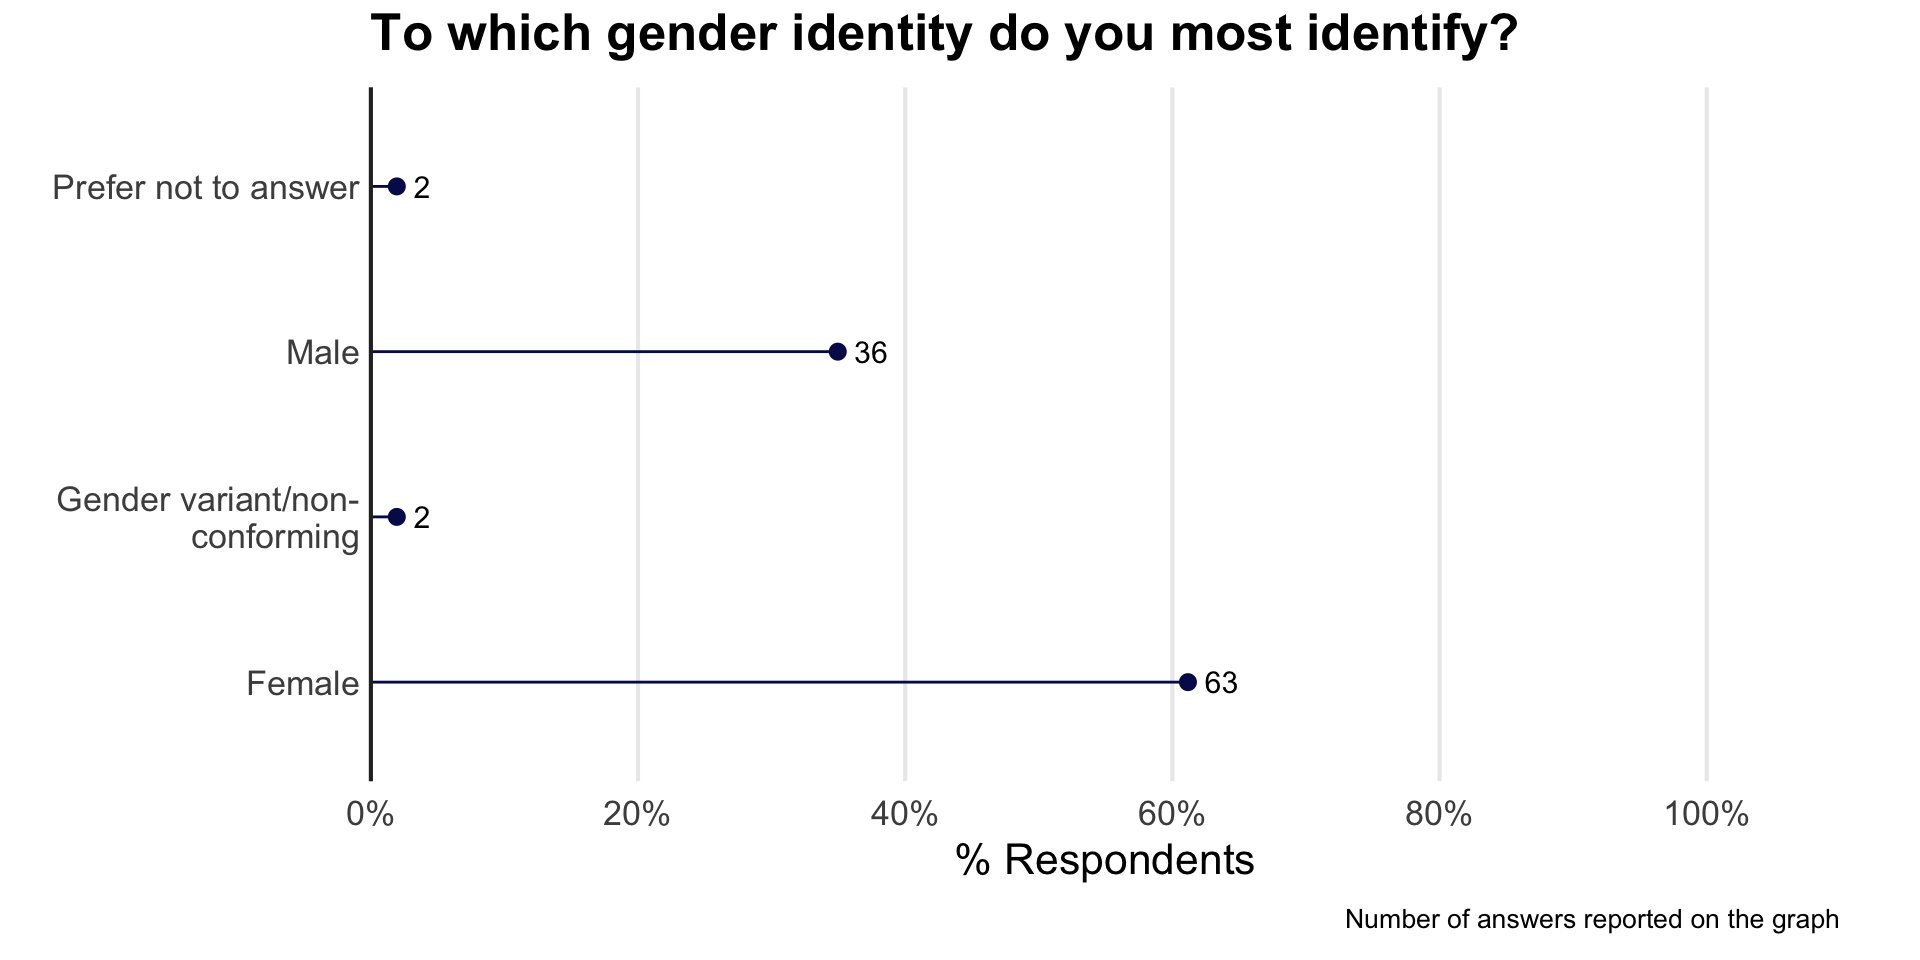 To which gender identity do you most identify?
Prefer not to answer
2
Male
36
Gender variant/non-
conforming
2
Female
63
0%
20%
40%
60%
80%
100%
% Respondents
Number of answers reported on the graph